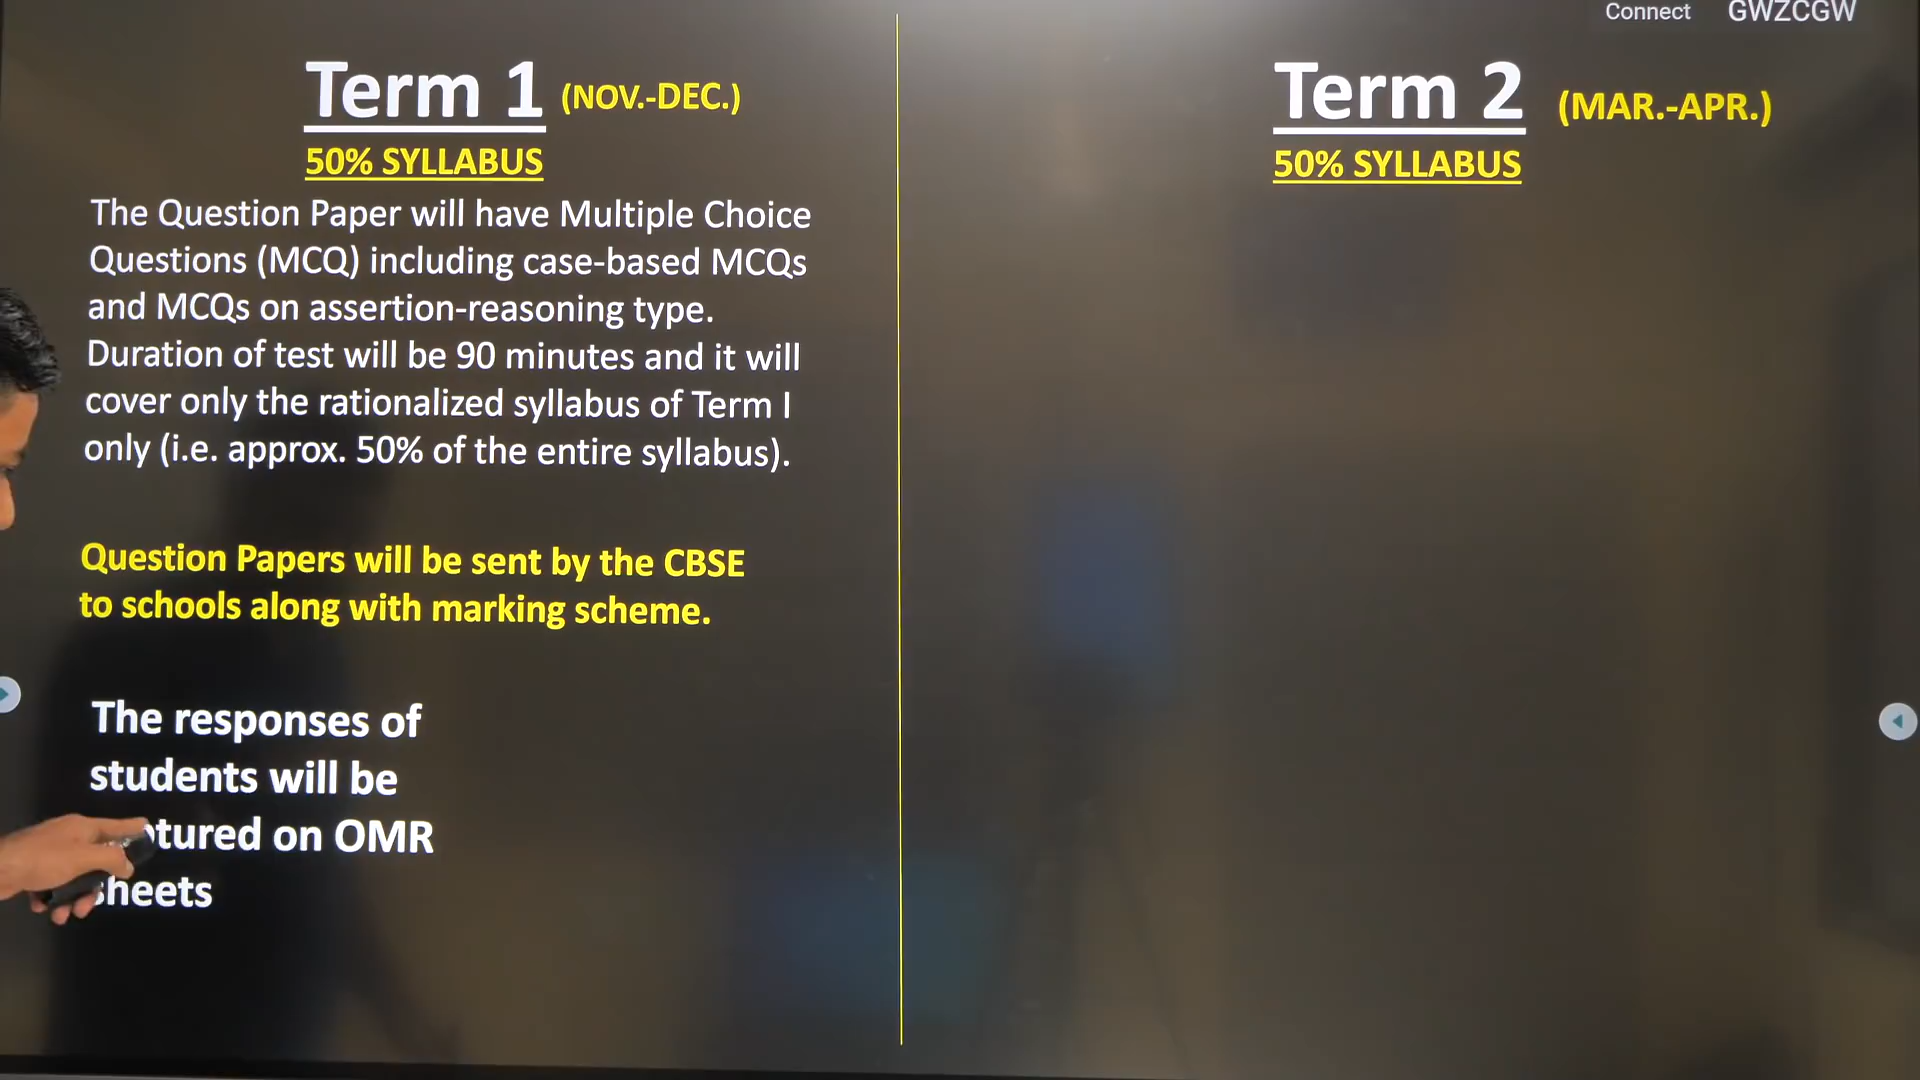 Connect GWZCGW
Term 1 (NOV.-DEC.)
50% SYLLABUS
The Question Paper will have Multiple Choice
Questions (MCQ) including case-based MCQs
and MCQs on assertion-reasoning type.
Duration of test will be 90 minutes and it will
cover only the rationalized syllabus of Term I
only (i.e. approx. 50% of the entire syllabus).
Question Papers will be sent by the CBSE
to schools along with marking scheme.
The responses of
students will be
on OMR
sheets
Term 2 (MAR.-APR.)
50% SYLLABUS